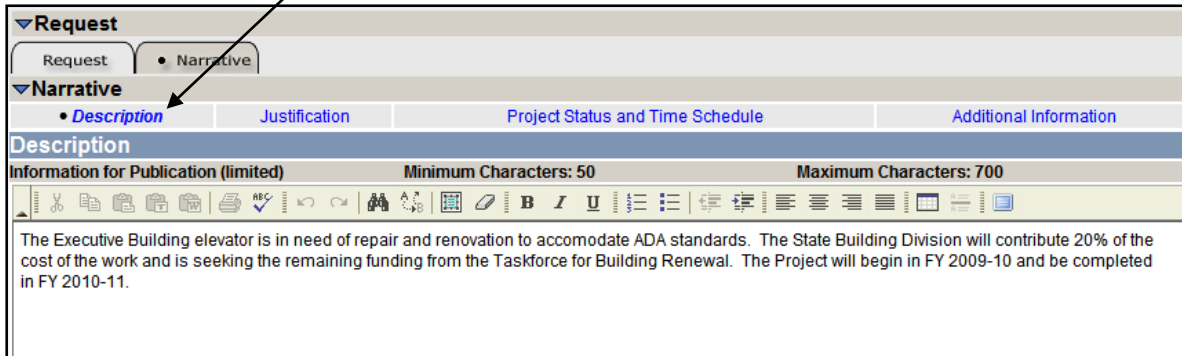 Request
Request • Narrative
Narrative
• Description Justification Project Status and Time Schedule Additional Information
Description
Information for Publication (limited) Minimum Characters: 50 Maximum Characters: 700
ABC B I U
The Executive Building elevator is in need of repair and renovation to accomodate ADA standards. The State Building Division will contribute 20% of the
cost of the work and is seeking the remaining funding from the Taskforce for Building Renewal. The Project will begin in FY 2009-10 and be completed
in FY 2010-11.